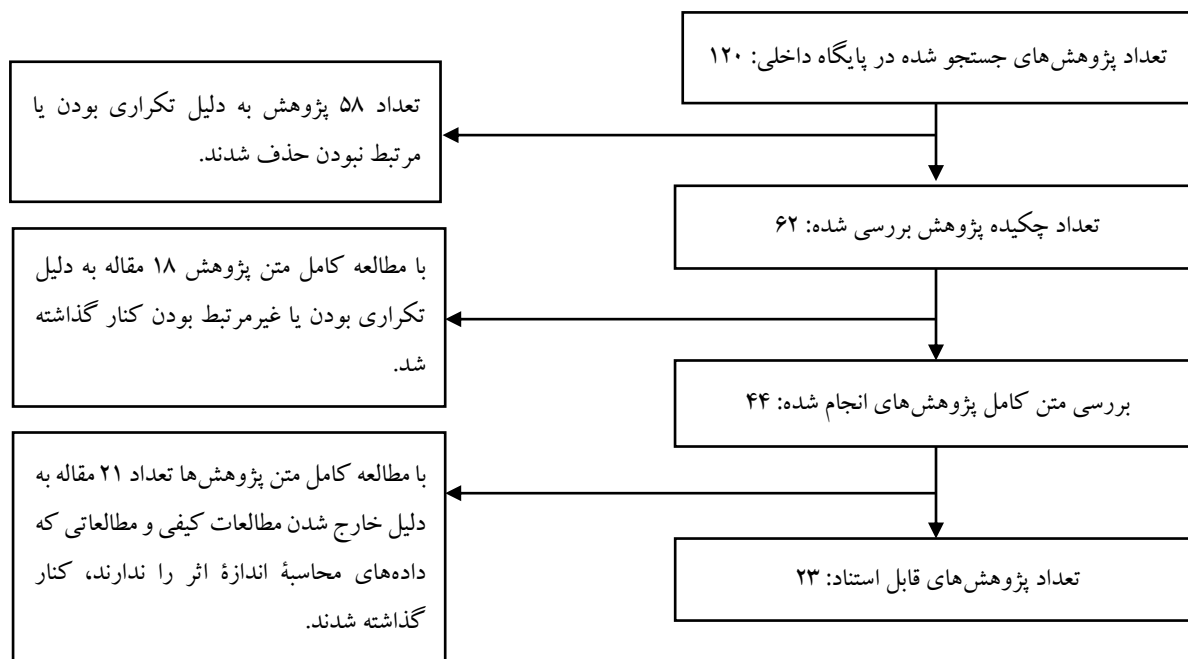 تعداد پژوهش‌های جستجو شده در پایگاه داخلی: ۱۲۰
تعداد ۵۸ پژوهش به دلیل تکراری بودن یا
مرتبط نبودن حذف شدند.
تعداد چکیده پژوهش بررسی شده: ۶۲
با مطالعه کامل متن پژوهش ۱۸ مقاله به دلیل
تکراری بودن یا غیرمرتبط بودن کنار گذاشته
شد.
بررسی متن کامل پژوهش‌های انجام شده: ۴۴
با مطالعه کامل متن پژوهش‌ها تعداد ۲۱ مقاله به
دلیل خارج شدن مطالعات کیفی و مطالعاتی که
داده‌های محاسبۀ اندازۀ اثر را ندارند، کنار
گذاشته شدند.
تعداد پژوهش‌های قابل استناد: ۲۳